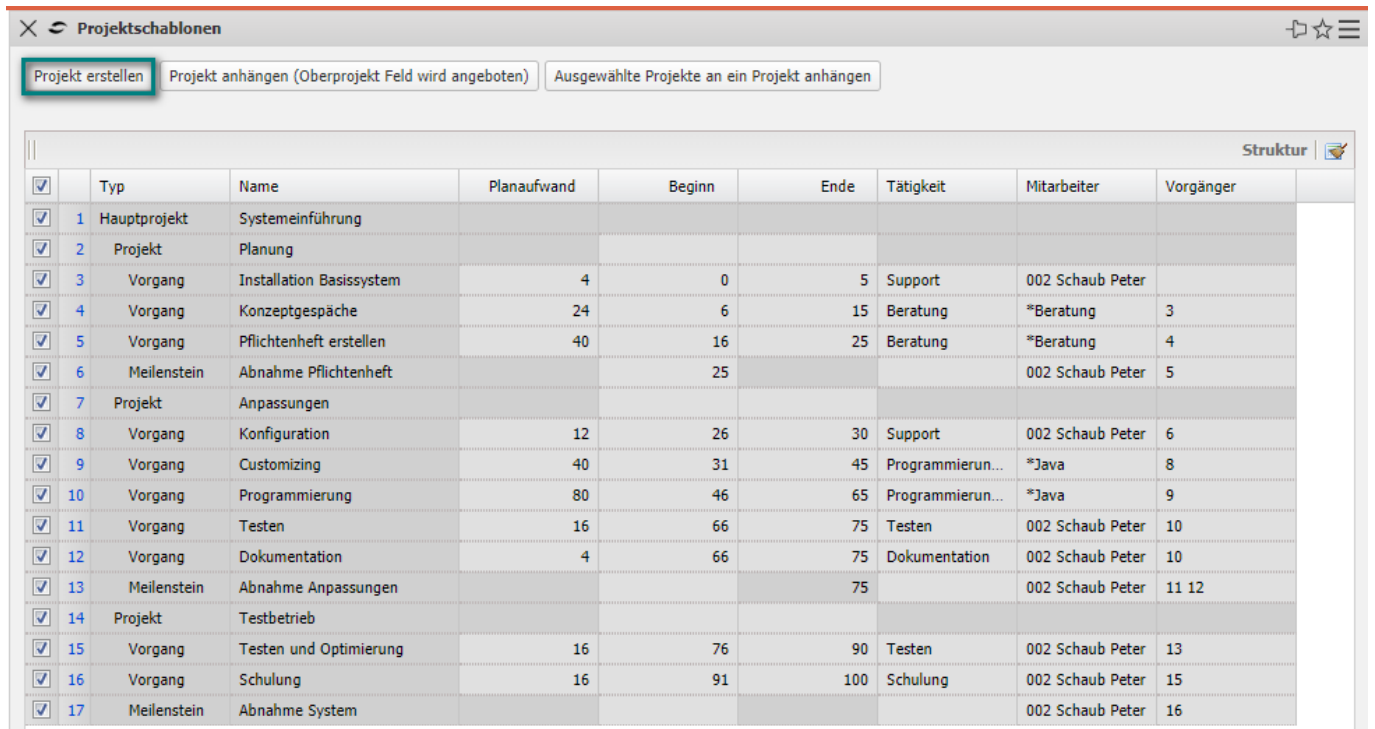 Projektschablonen
Projekt erstellen Projekt anhängen (Oberprojekt Feld wird angeboten) Ausgewählte Projekte an ein Projekt anhängen
Struktur
Typ Name Planaufwand Beginn Ende Tätigkeit Mitarbeiter Vorgänger
1 Hauptprojekt Systemeinführung
2 Projekt Planung
3 Vorgang Installation Basissystem 4 0 5 Support 002 Schaub Peter
4 Vorgang Konzeptgespäche 24 6 15 Beratung *Beratung 3
5 Vorgang Pflichtenheft erstellen 40 16 25 Beratung *Beratung 4
6 Meilenstein Abnahme Pflichtenheft 25 002 Schaub Peter 5
7 Projekt Anpassungen
8 Vorgang Konfiguration 12 26 30 Support 002 Schaub Peter 6
9 Vorgang Customizing 40 31 45 Programmierun... *Java 8
10 Vorgang Programmierung 80 46 65 Programmierun... *Java 9
11 Vorgang Testen 16 66 75 Testen 002 Schaub Peter 10
12 Vorgang Dokumentation 4 66 75 Dokumentation 002 Schaub Peter 10
13 Meilenstein Abnahme Anpassungen 75 002 Schaub Peter 11 12
14 Projekt Testbetrieb
15 Vorgang Testen und Optimierung 16 76 90 Testen 002 Schaub Peter 13
16 Vorgang Schulung 16 91 100 Schulung 002 Schaub Peter 15
17 Meilenstein Abnahme System 002 Schaub Peter 16